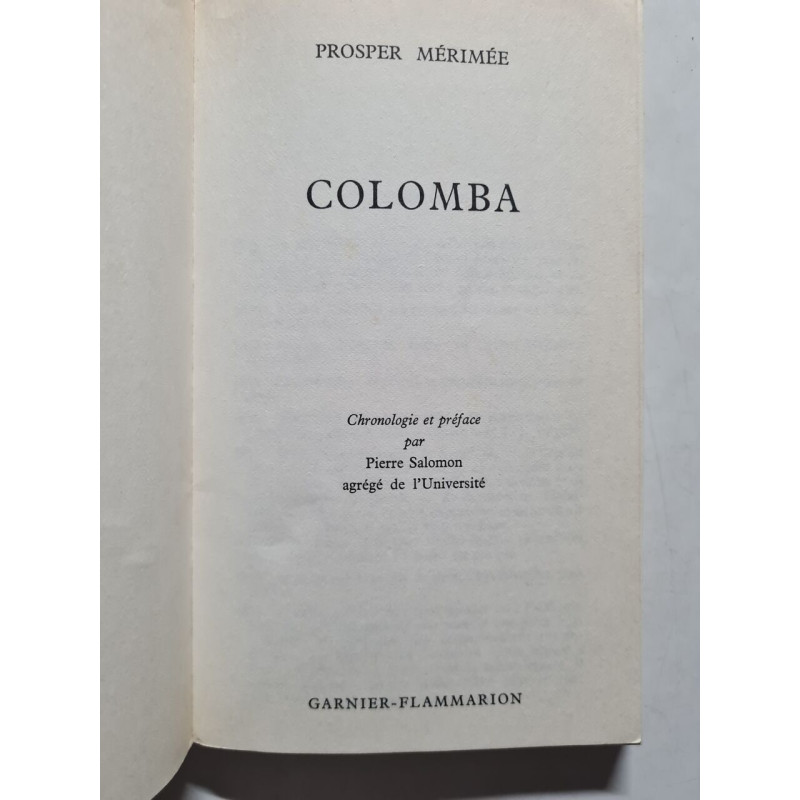 PROSPER MÉRIMÉE
COLOMBA
Chronologie et préface
par
Pierre Salomon
agrégé de l'Université
GARNIER-FLAMMARION